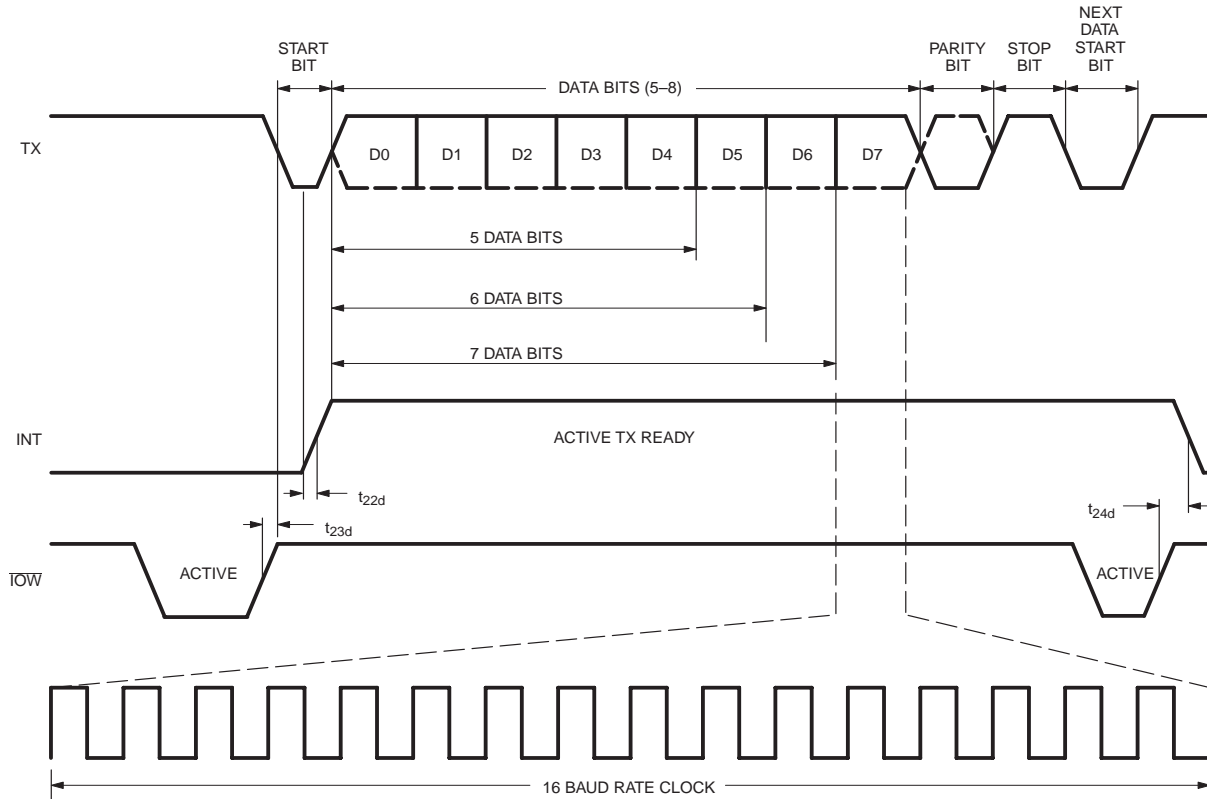 START
BIT
DATA BITS (5–8)
PARITY
BIT
STOP
BIT
NEXT
DATA
START
BIT
TX
D0 D1 D2 D3 D4 D5 D6 D7
5 DATA BITS
6 DATA BITS
7 DATA BITS
INT
ACTIVE TX READY
t22d
t23d
t24d
IOW
ACTIVE
ACTIVE
16 BAUD RATE CLOCK